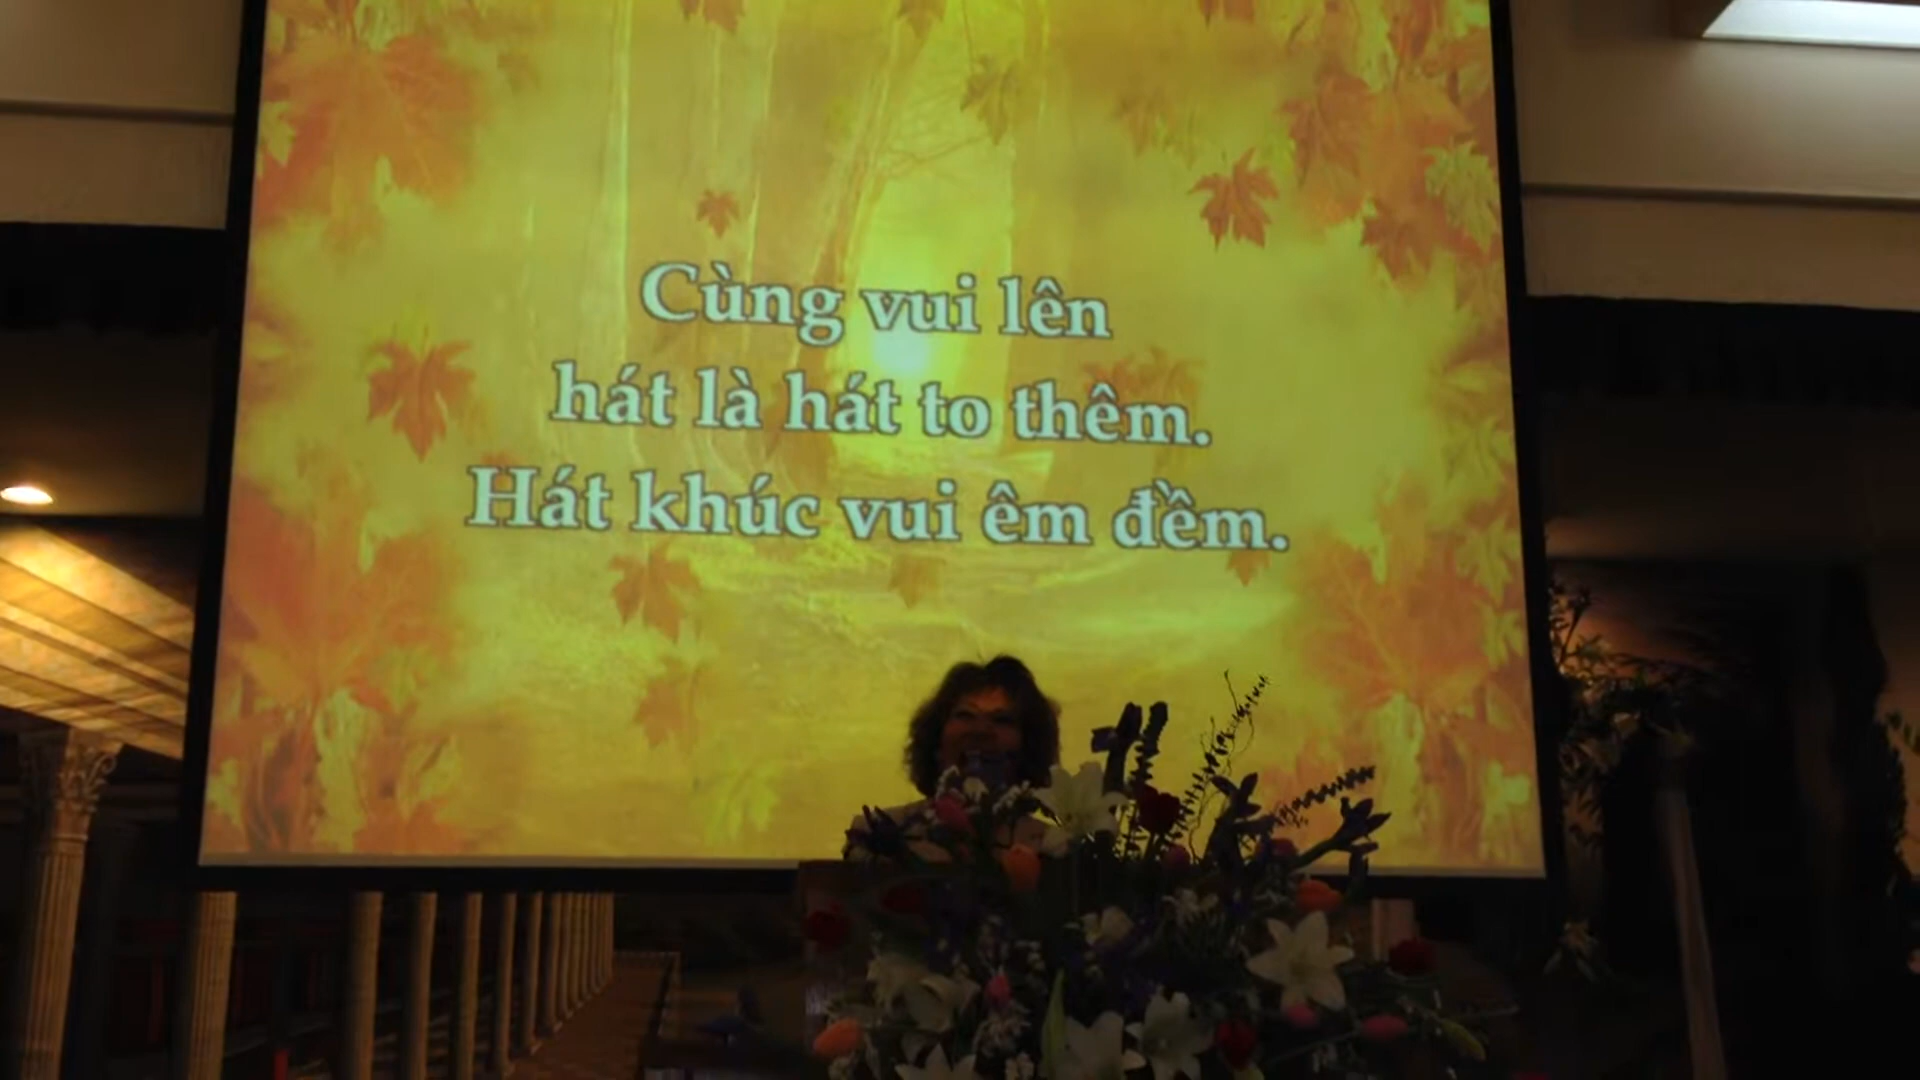 Cùng vui lên
hát là hát to thêm.
Hát khúc vui êm đềm.